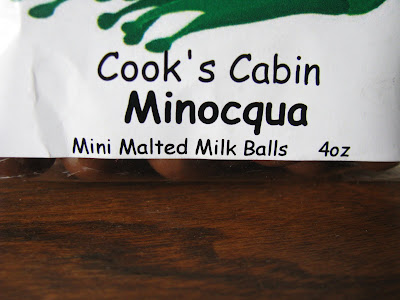 Cook's Cabin
Minocqua
Mini Malted Milk Balls 4oz